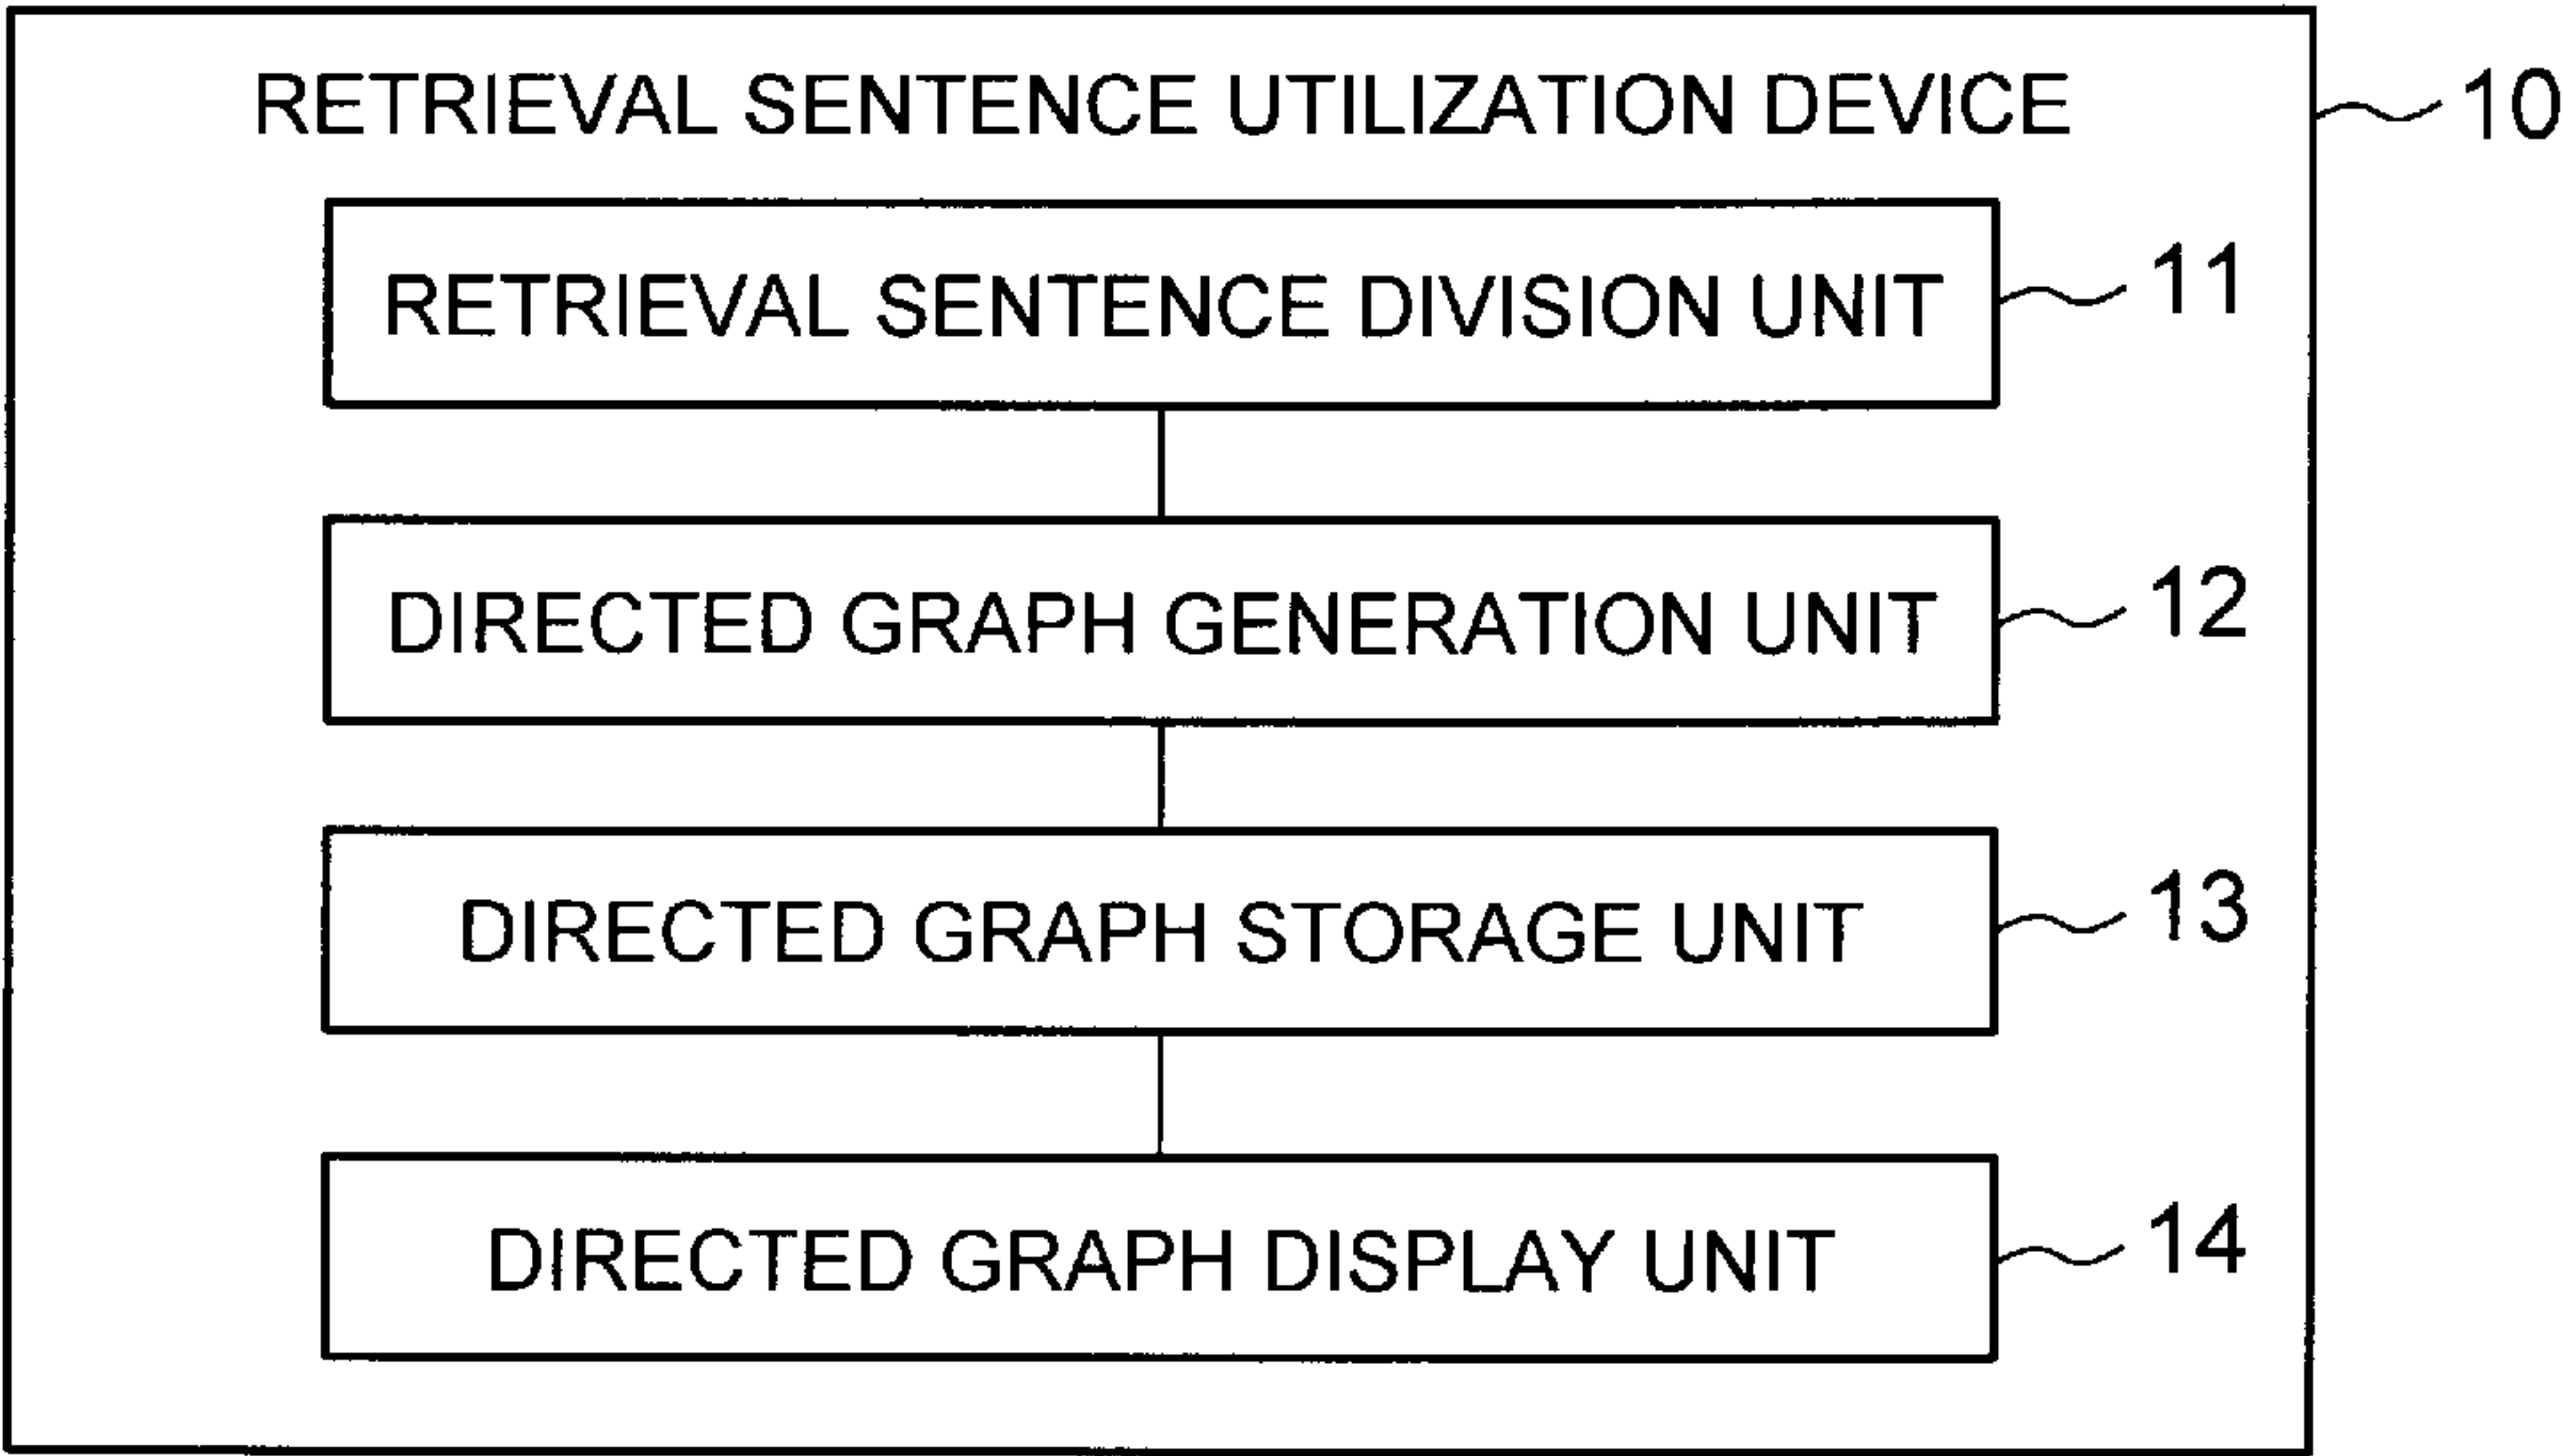 RETRIEVAL SENTENCE UTILIZATION DEVICE 10
RETRIEVAL SENTENCE DIVISION UNIT 11
DIRECTED GRAPH GENERATION UNIT 12
DIRECTED GRAPH STORAGE UNIT 13
DIRECTED GRAPH DISPLAY UNIT 14